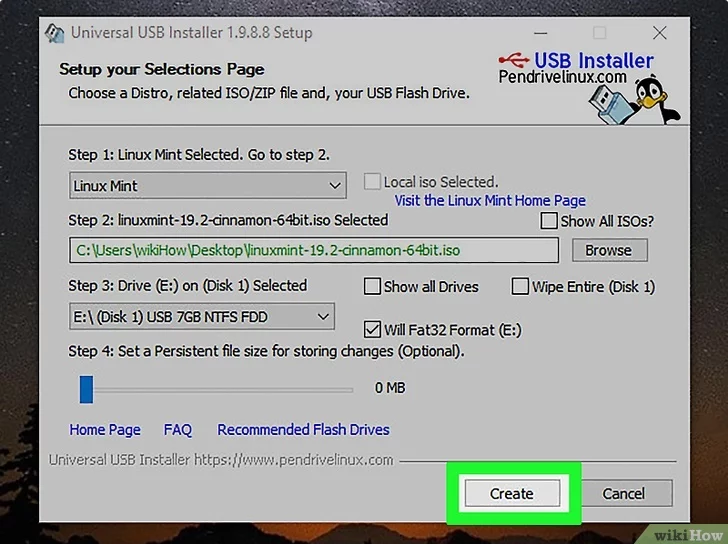 Universal USB Installer 1.9.8.8 Setup
Setup your Selections Page
Choose a Distro, related ISO/ZIP file and, your USB Flash Drive.
USB Installer
Pendrivelinux.com
Step 1: Linux Mint Selected. Go to step 2.
Linux Mint
Local iso Selected.
Visit the Linux Mint Home Page
Step 2: linuxmint-19.2-cinnamon-64bit.iso Selected
Show All ISOs?
C:\Users\wikiHow\Desktop\linuxmint-19.2-cinnamon-64bit.iso
Browse
Step 3: Drive (E:) on (Disk 1) Selected
Show all Drives
Wipe Entire (Disk 1)
E:\ (Disk 1) USB 7GB NTFS FDD
Will Fat32 Format (E:)
Step 4: Set a Persistent file size for storing changes (Optional).
0 MB
Home Page FAQ Recommended Flash Drives
Universal USB Installer https://www.pendrivelinux.com
Create
Cancel
wikiHow